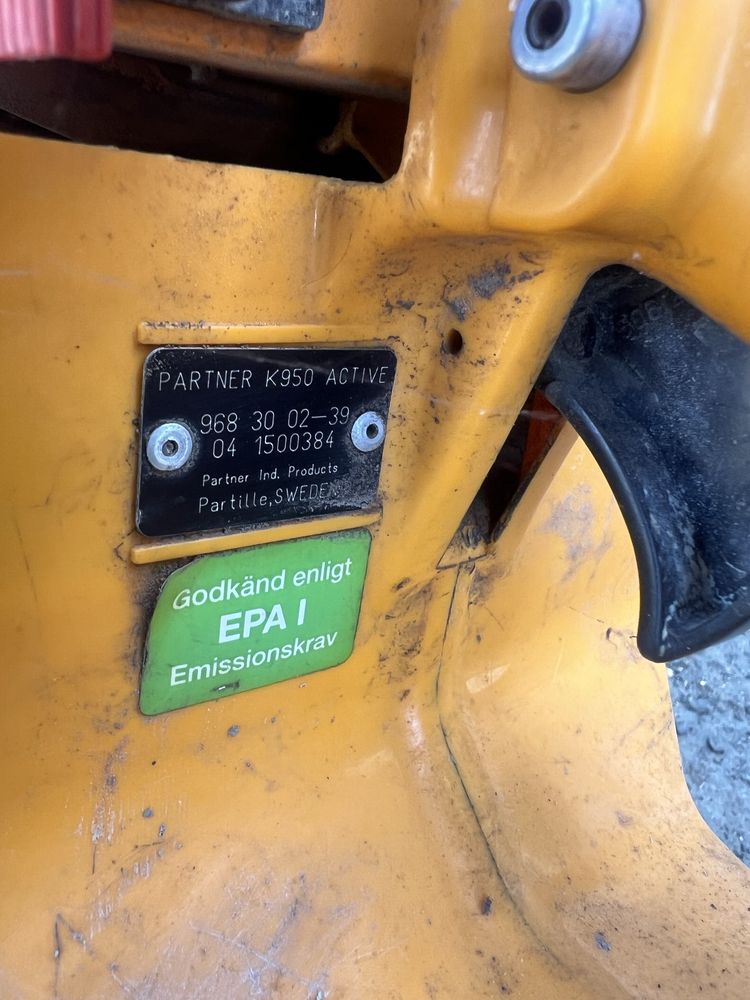 PARTNER K950 ACTIVE
968 30 02-39
04 1500384
Partner Ind. Products
Partille, SWEDEN
Godkänd enligt
EPA I
Emissionskrav